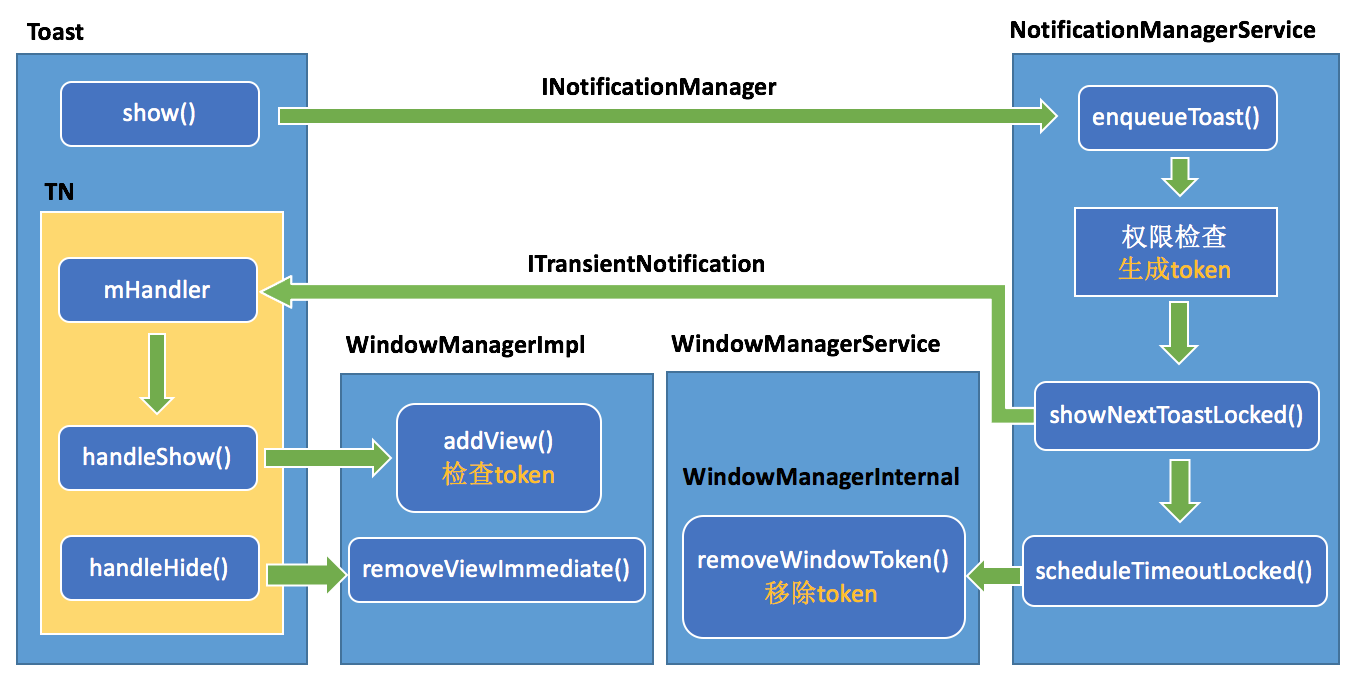 Toast
show()
TN
mHandler
handleShow()
handleHide()
INotificationManager
ITransientNotification
WindowManagerImpl
addView()
检查token
removeViewImmediate()
WindowManagerService
WindowManagerInternal
removeWindowToken()
移除token
NotificationManagerService
enqueueToast()
权限检查
生成token
showNextToastLocked()
scheduleTimeoutLocked()